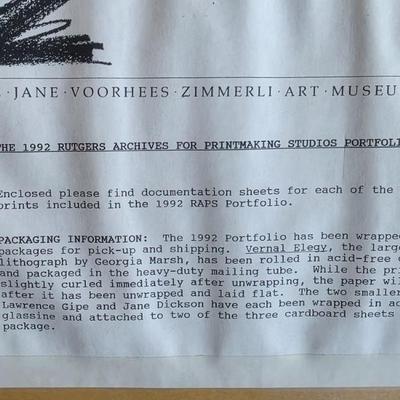 · JANE · VOORHEES · ZIMMERLI · ART · MUSEU
THE 1992 RUTGERS ARCHIVES FOR PRINTMAKING STUDIOS PORTFOLI
Enclosed please find documentation sheets for each of the
prints included in the 1992 RAPS Portfolio.
PACKAGING INFORMATION: The 1992 Portfolio has been wrapped
packages for pick-up and shipping. Vernal Elegy, the large
lithograph by Georgia Marsh, has been rolled in acid-free
and packaged in the heavy-duty mailing tube. While the pri
slightly curled immediately after unwrapping, the paper wil
after it has been unwrapped and laid flat. The two smaller
Lawrence Gipe and Jane Dickson have each been wrapped in ac
glassine and attached to two of the three cardboard sheets
package.